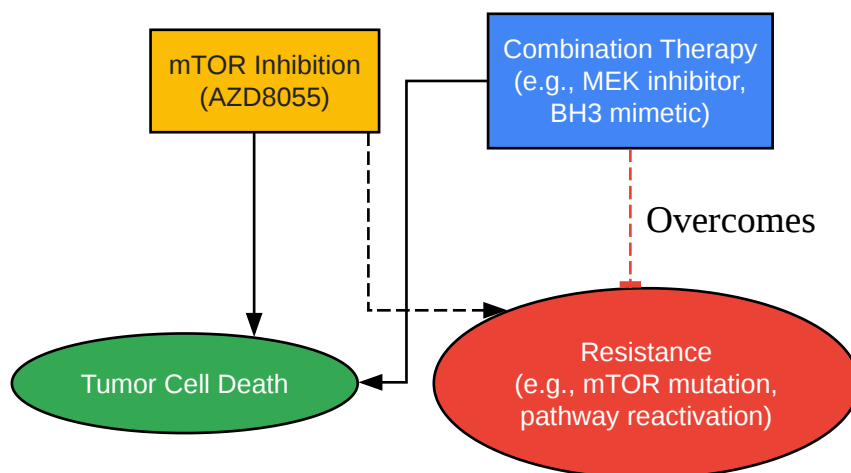 mTOR Inhibition
(AZD8055)
Combination Therapy
(e.g., MEK inhibitor,
BH3 mimetic)
Overcomes
Tumor Cell Death
Resistance
(e.g., mTOR mutation,
pathway reactivation)